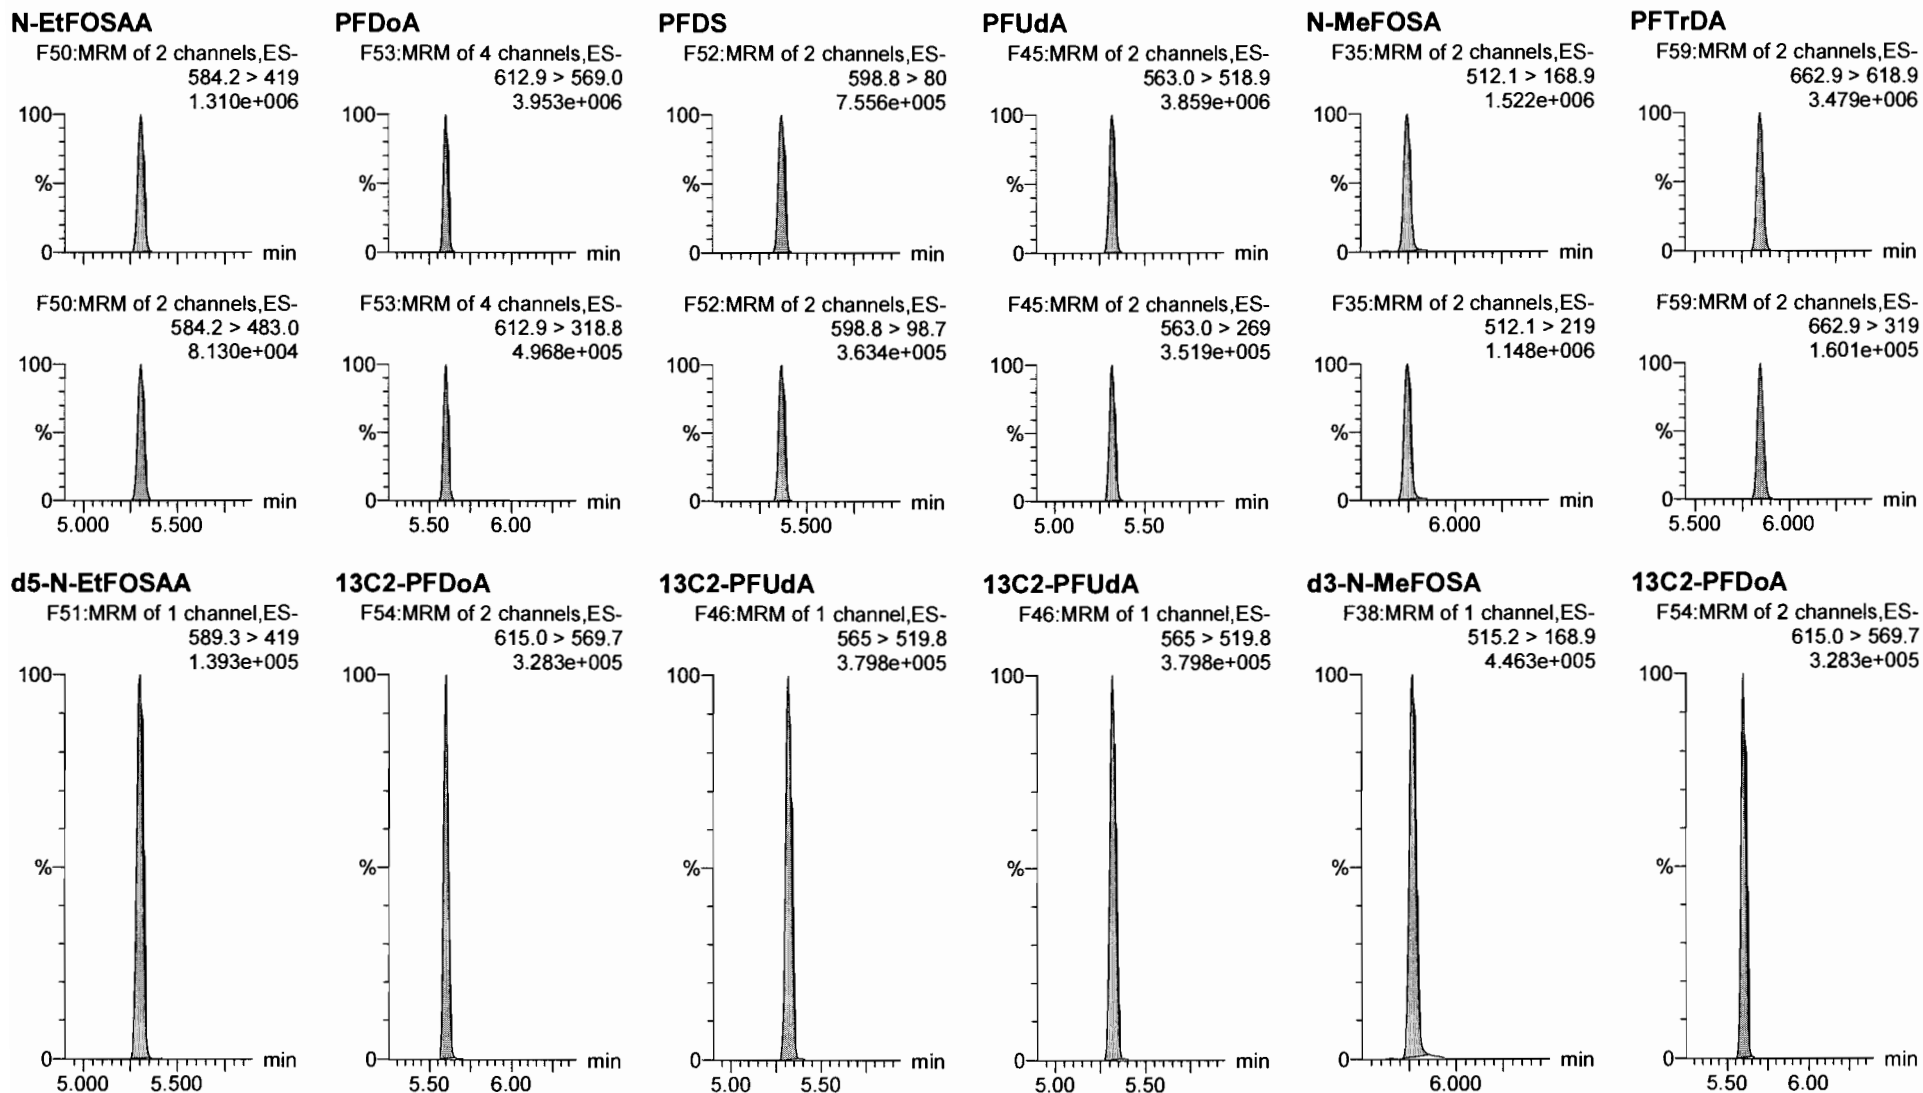 N-EtFOSAA
F50:MRM of 2 channels,ES-
584.2 > 419
1.310e+006
100
%
0
min
F50:MRM of 2 channels,ES-
584.2 > 483.0
8.130e+004
100
%
0
min
5.000 5.500
PFDoA
F53:MRM of 4 channels,ES-
612.9 > 569.0
3.953e+006
100
%
0
min
F53:MRM of 4 channels,ES-
612.9 > 318.8
4.968e+005
100
%
0
min
5.50 6.00
PFDS
F52:MRM of 2 channels,ES-
598.8 > 80
7.556e+005
100
%
0
min
F52:MRM of 2 channels,ES-
598.8 > 98.7
3.634e+005
100
%
0
min
5.500
PFUdA
F45:MRM of 2 channels,ES-
563.0 > 518.9
3.859e+006
100
%
0
min
F45:MRM of 2 channels,ES-
563.0 > 269
3.519e+005
100
%
0
min
5.00 5.50
N-MeFOSA
F35:MRM of 2 channels,ES-
512.1 > 168.9
1.522e+006
100
%
0
min
F35:MRM of 2 channels,ES-
512.1 > 219
1.148e+006
100
%
0
min
6.000
PFTrDA
F59:MRM of 2 channels,ES-
662.9 > 618.9
3.479e+006
100
%
0
min
F59:MRM of 2 channels,ES-
662.9 > 319
1.601e+005
100
%
0
min
5.500 6.000
d5-N-EtFOSAA
F51:MRM of 1 channel,ES-
589.3 > 419
1.393e+005
100
%
0
min
5.000 5.500
13C2-PFDoA
F54:MRM of 2 channels,ES-
615.0 > 569.7
3.283e+005
100
%
0
min
5.50 6.00
13C2-PFUdA
F46:MRM of 1 channel,ES-
565 > 519.8
3.798e+005
100
%
0
min
5.00 5.50
13C2-PFUdA
F46:MRM of 1 channel,ES-
565 > 519.8
3.798e+005
100
%
0
min
5.00 5.50
d3-N-MeFOSA
F38:MRM of 1 channel,ES-
515.2 > 168.9
4.463e+005
100
%
0
min
6.000
13C2-PFDoA
F54:MRM of 2 channels,ES-
615.0 > 569.7
3.283e+005
100
%
0
min
5.50 6.00